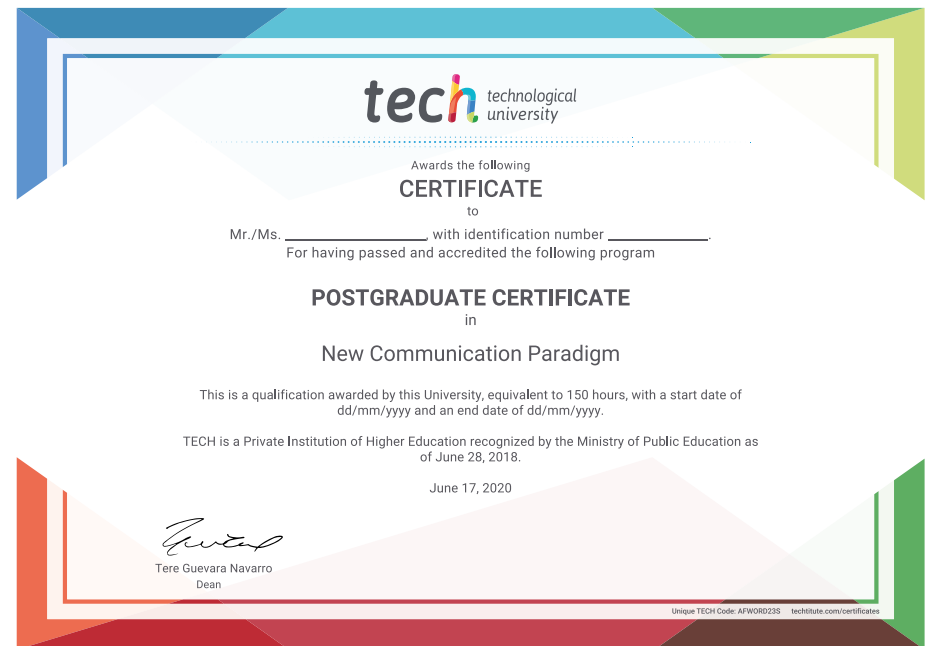 tech technological
university
Awards the following
CERTIFICATE
to
Mr./Ms. ____________________, with identification number ______________.
For having passed and accredited the following program
POSTGRADUATE CERTIFICATE
in
New Communication Paradigm
This is a qualification awarded by this University, equivalent to 150 hours, with a start date of
dd/mm/yyyy and an end date of dd/mm/yyyy.
TECH is a Private Institution of Higher Education recognized by the Ministry of Public Education as
of June 28, 2018.
June 17, 2020
Tere Guevara Navarro
Dean
Unique TECH Code: AFWORD23S techtitute.com/certificates